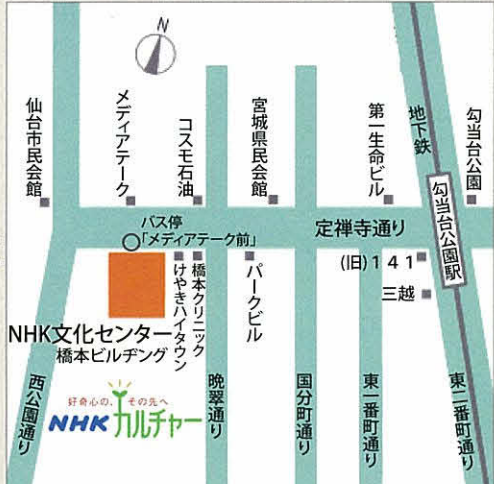 N
仙台市民会館
メディアテーク
コスモ石油
宮城県民会館
第一生命ビル
地下鉄
勾当台公園
勾当台公園駅
バス停
「メディアテーク前」
定禅寺通り
(旧)141
三越
けやきハイタウン
橋本クリニック
パークビル
NHK文化センター
橋本ビルヂング
西公園通り
晩翠通り
国分町通り
東一番町通り
東二番町通り
好奇心の、その先へ
NHKカルチャー